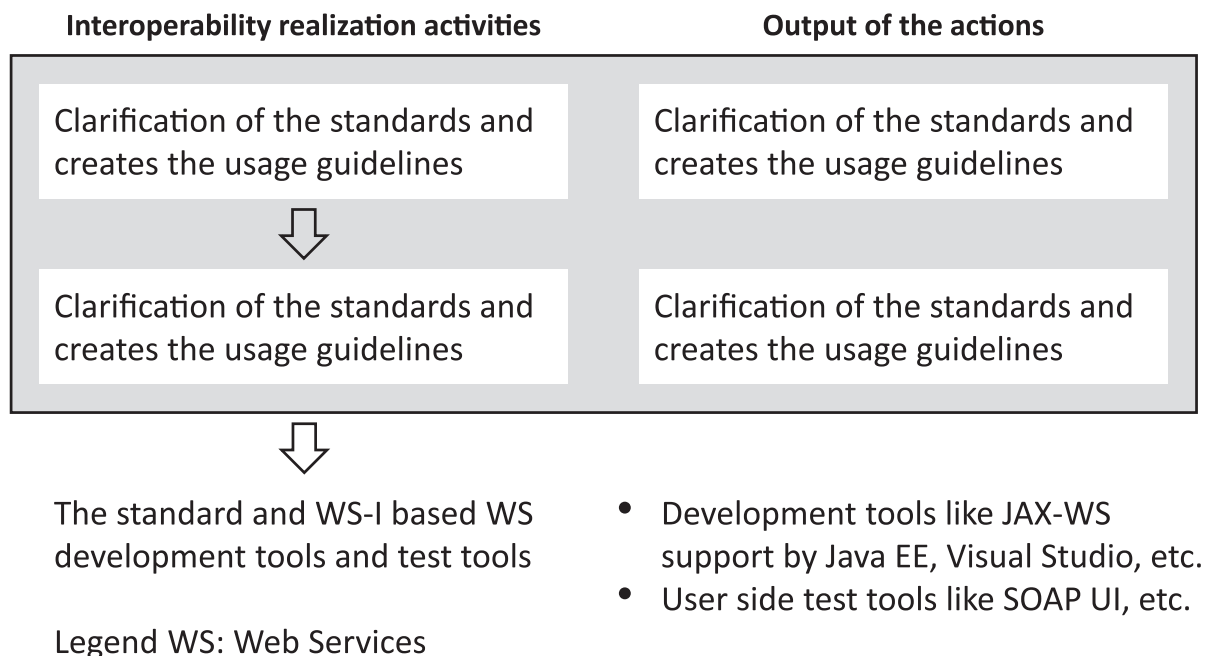 Interoperability realization activities
Output of the actions
Clarification of the standards and
creates the usage guidelines
Clarification of the standards and
creates the usage guidelines
Clarification of the standards and
creates the usage guidelines
Clarification of the standards and
creates the usage guidelines
The standard and WS-I based WS
development tools and test tools
• Development tools like JAX-WS
support by Java EE, Visual Studio, etc.
• User side test tools like SOAP UI, etc.
Legend WS: Web Services